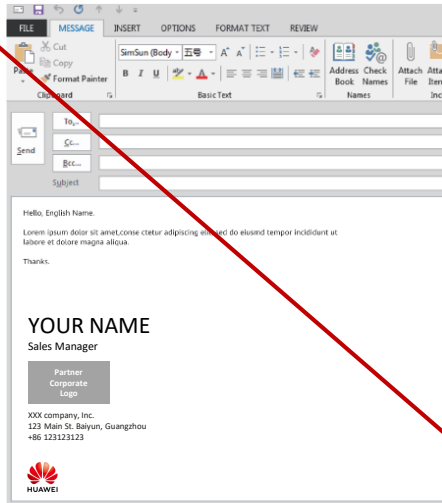 FILE MESSAGE INSERT OPTIONS FORMAT TEXT REVIEW
Cut
Copy
Format Painter
Clipboard
SimSun (Body 五号
B I U
Basic Text
Address Book
Check Names
Names
Attach File
Send
To...
Cc...
Bcc...
Subject
Hello, English Name.
Lorem ipsum dolor sit amet,conse ctetur adipiscing sed do eiusmd tempor incididunt ut
labore et dolore magna aliqua.
Thanks.
YOUR NAME
Sales Manager
Partner
Corporate
Logo
XXX company, Inc.
123 Main St. Baiyun, Guangzhou
+86 123123123
HUAWEI